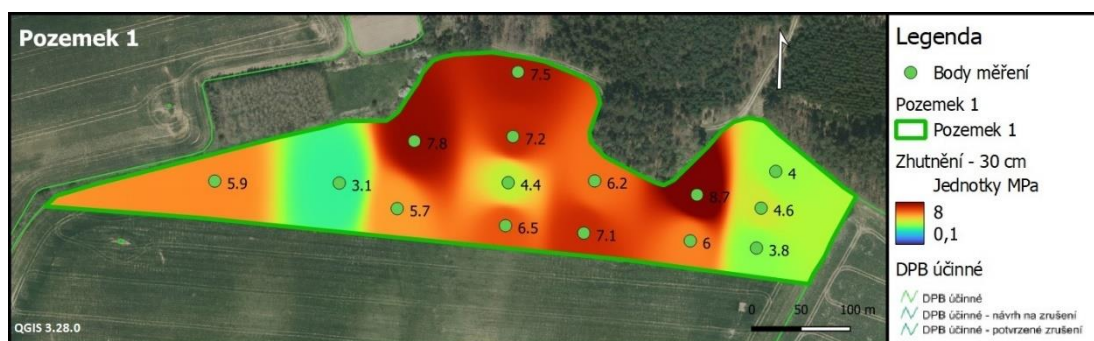 Pozemek 1
7.5
7.2
7.8
5.9
3.1
4.4
6.2
5.7
6.5
7.1
8.7
6
4
4.6
3.8
0 50 100 m
QGIS 3.28.0
Legenda
Body měření
Pozemek 1
Pozemek 1
Zhutnění - 30 cm
Jednotky MPa
8
0,1
DPB účinné
DPB účinné
DPB účinné - návrh na zrušení
DPB účinné - potvrzené zrušení